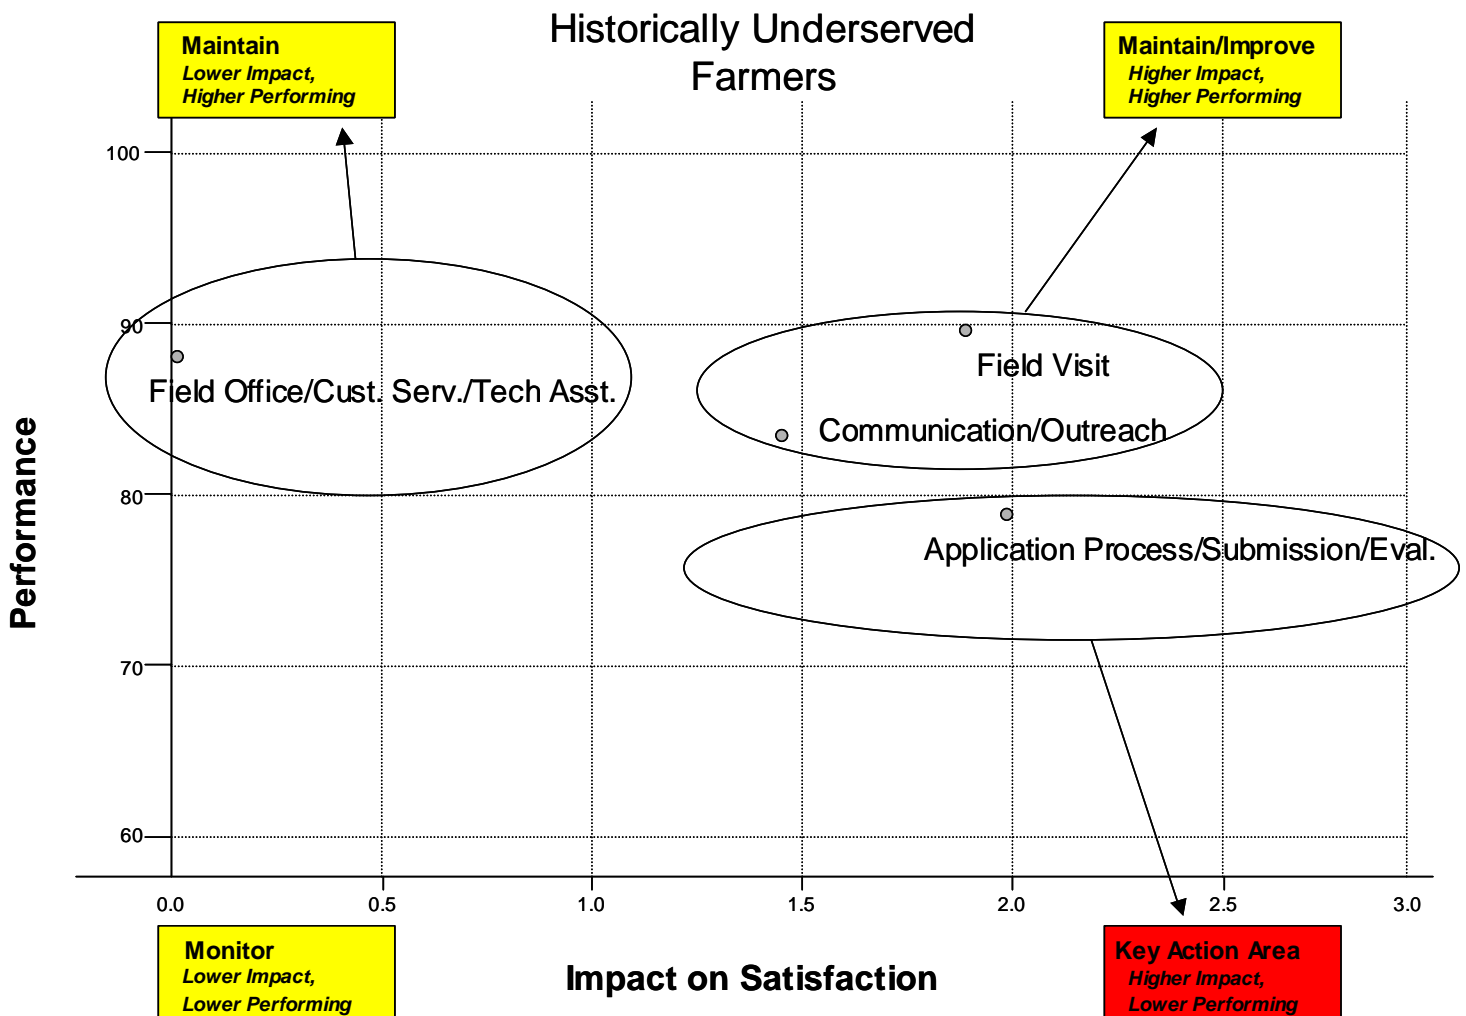 Historically Underserved
Farmers
Maintain
Lower Impact,
Higher Performing
Maintain/Improve
Higher Impact,
Higher Performing
100
90
80
70
60
Performance
Field Office/Cust. Serv./Tech Asst.
Field Visit
Communication/Outreach
Application Process/Submission/Eval.
0.0
0.5
1.0
1.5
2.0
2.5
3.0
Impact on Satisfaction
Monitor
Lower Impact,
Lower Performing
Key Action Area
Higher Impact,
Lower Performing